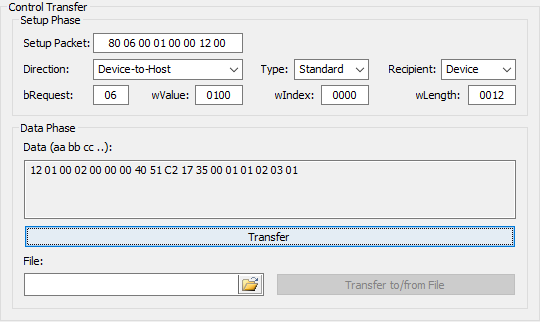 Control Transfer
Setup Phase
Setup Packet: 80 06 00 01 00 00 12 00
Direction: Device-to-Host Type: Standard Recipient: Device
bRequest: 06 wValue: 0100 wIndex: 0000 wLength: 0012
Data Phase
Data (aa bb cc ..):
12 01 00 02 00 00 00 40 51 C2 17 35 00 01 01 02 03 01
Transfer
File:
Transfer to/from File